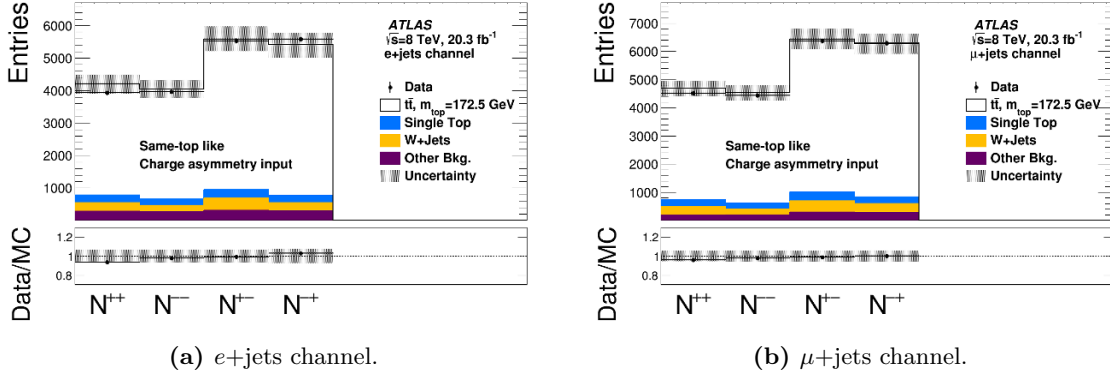 Entries
6000
5000
4000
3000
2000
1000
ATLAS
√s=8 TeV, 20.3 fb⁻¹
e+jets channel
Data
tt̄, m_top=172.5 GeV
Single Top
W+Jets
Other Bkg.
Uncertainty
Same-top like
Charge asymmetry input
Data/MC
1.2
1
0.8
N⁺⁺ N⁻⁻ N⁺⁻ N⁻⁺
(a) e+jets channel.
Entries
7000
6000
5000
4000
3000
2000
1000
ATLAS
√s=8 TeV, 20.3 fb⁻¹
μ+jets channel
Data
tt̄, m_top=172.5 GeV
Single Top
W+Jets
Other Bkg.
Uncertainty
Same-top like
Charge asymmetry input
Data/MC
1.2
1
0.8
N⁺⁺ N⁻⁻ N⁺⁻ N⁻⁺
(b) μ+jets channel.